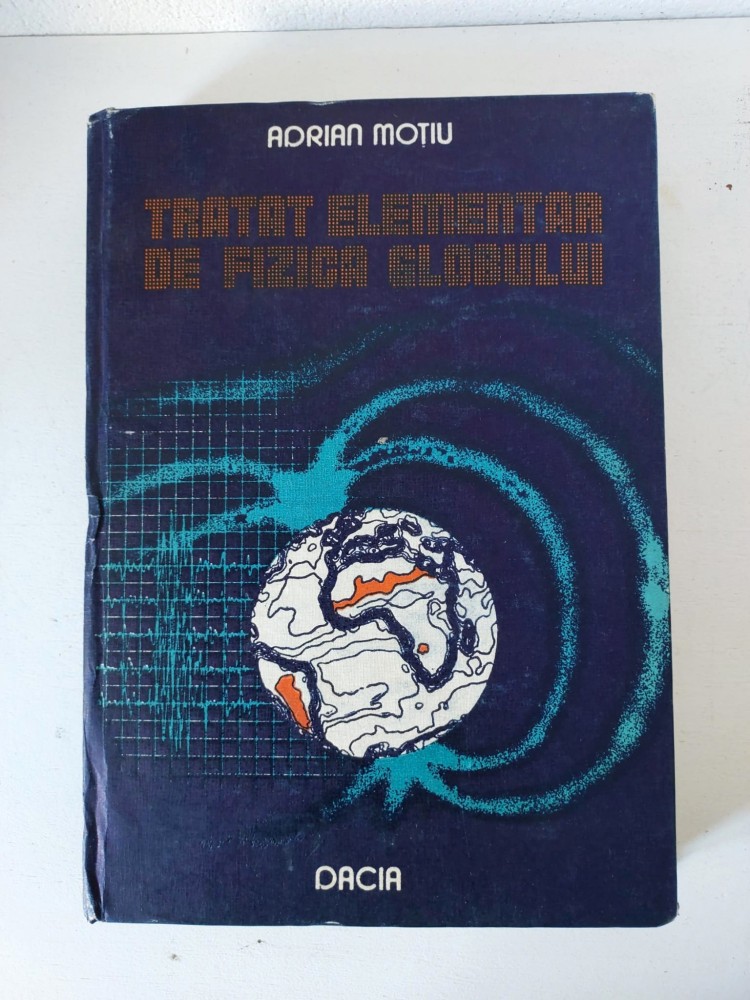 ADRIAN MOȚIU
TRATAT ELEMENTAR
DE FIZICA GLOBULUI
DACIA